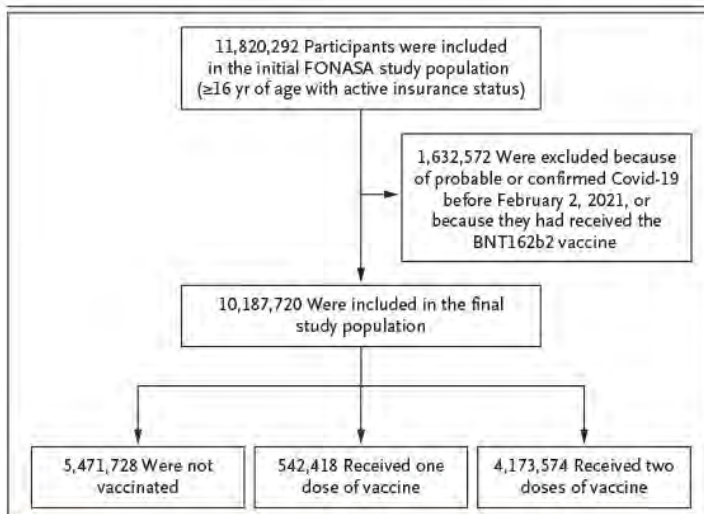 11,820,292 Participants were included
in the initial FONASA study population
(≥16 yr of age with active insurance status)
1,632,572 Were excluded because
of probable or confirmed Covid-19
before February 2, 2021, or
because they had received the
BNT162b2 vaccine
10,187,720 Were included in the final
study population
5,471,728 Were not
vaccinated
542,418 Received one
dose of vaccine
4,173,574 Received two
doses of vaccine